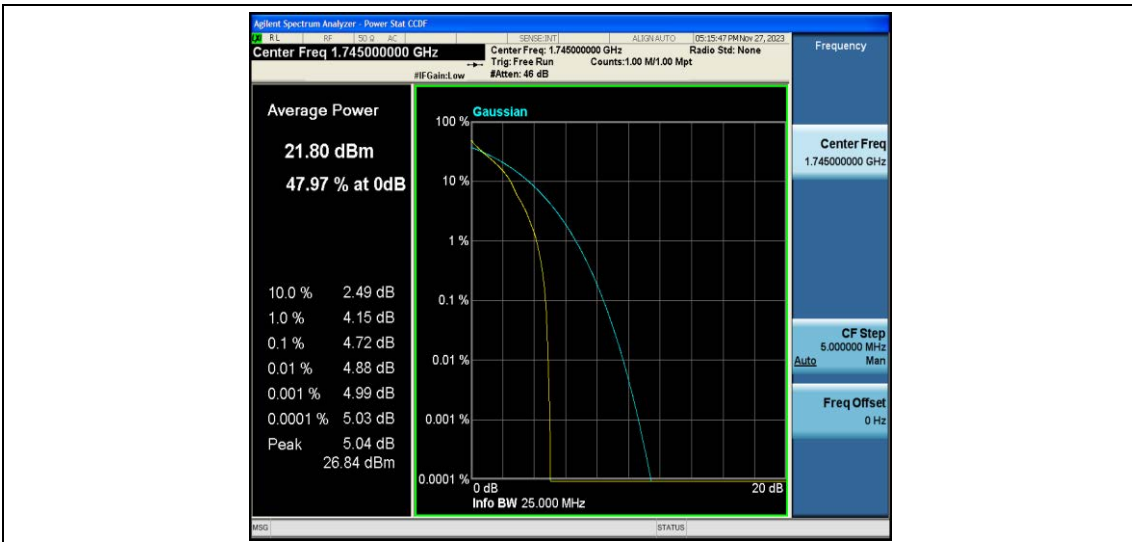 Agilent Spectrum Analyzer - Power Stat CCDF
RL RF 50 Ω AC SENSE:INT ALIGN AUTO 05:15:47 PM Nov 27, 2023
Center Freq 1.745000000 GHz
Center Freq: 1.745000000 GHz Radio Std: None
Trig: Free Run Counts:1.00 M/1.00 Mpt
#IFGain:Low #Atten: 46 dB
Frequency
Average Power
21.80 dBm
47.97 % at 0dB
10.0 % 2.49 dB
1.0 % 4.15 dB
0.1 % 4.72 dB
0.01 % 4.88 dB
0.001 % 4.99 dB
0.0001 % 5.03 dB
Peak 5.04 dB
26.84 dBm
Gaussian
100 %
10 %
1 %
0.1 %
0.01 %
0.001 %
0.0001 %
0 dB 20 dB
Info BW 25.000 MHz
Center Freq
1.745000000 GHz
CF Step
5.000000 MHz
Auto Man
Freq Offset
0 Hz
MSG STATUS